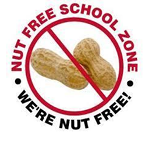 • NUT FREE SCHOOL ZONE •
WE'RE NUT FREE!